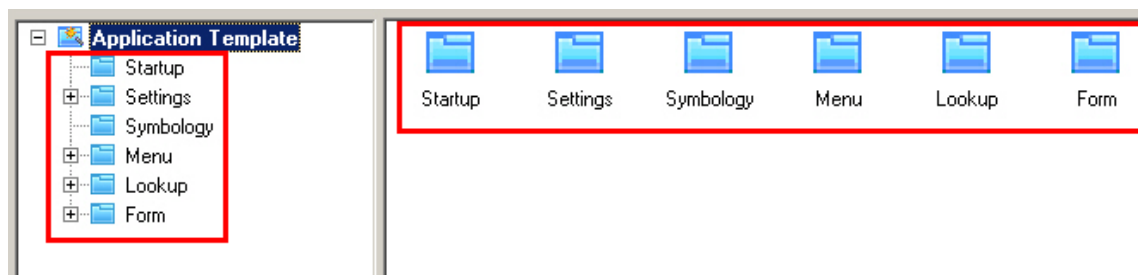 Application Template
Startup
Settings
Symbology
Menu
Lookup
Form
Startup Settings Symbology Menu Lookup Form